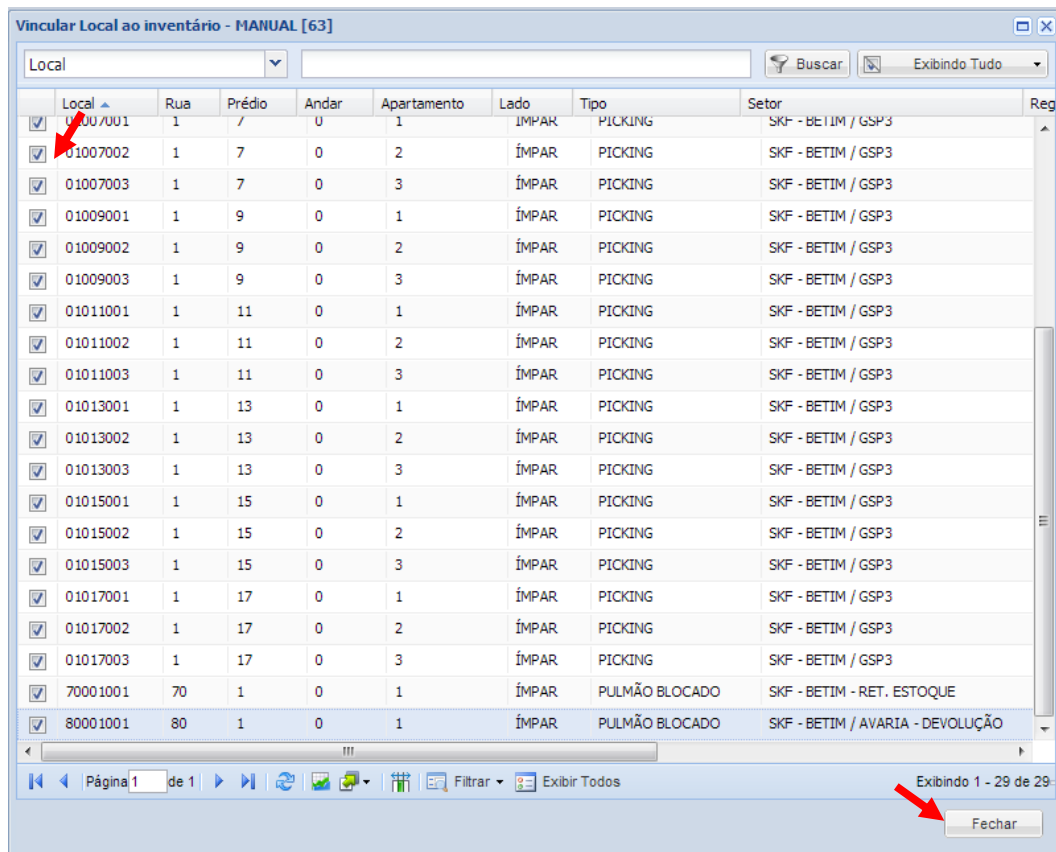 Vincular Local ao inventário - MANUAL [63]
Local Buscar Exibindo Tudo
Local Rua Prédio Andar Apartamento Lado Tipo Setor Reg
01007001 1 7 0 1 ÍMPAR PICKING SKF - BETIM / GSP3
01007002 1 7 0 2 ÍMPAR PICKING SKF - BETIM / GSP3
01007003 1 7 0 3 ÍMPAR PICKING SKF - BETIM / GSP3
01009001 1 9 0 1 ÍMPAR PICKING SKF - BETIM / GSP3
01009002 1 9 0 2 ÍMPAR PICKING SKF - BETIM / GSP3
01009003 1 9 0 3 ÍMPAR PICKING SKF - BETIM / GSP3
01011001 1 11 0 1 ÍMPAR PICKING SKF - BETIM / GSP3
01011002 1 11 0 2 ÍMPAR PICKING SKF - BETIM / GSP3
01011003 1 11 0 3 ÍMPAR PICKING SKF - BETIM / GSP3
01013001 1 13 0 1 ÍMPAR PICKING SKF - BETIM / GSP3
01013002 1 13 0 2 ÍMPAR PICKING SKF - BETIM / GSP3
01013003 1 13 0 3 ÍMPAR PICKING SKF - BETIM / GSP3
01015001 1 15 0 1 ÍMPAR PICKING SKF - BETIM / GSP3
01015002 1 15 0 2 ÍMPAR PICKING SKF - BETIM / GSP3
01015003 1 15 0 3 ÍMPAR PICKING SKF - BETIM / GSP3
01017001 1 17 0 1 ÍMPAR PICKING SKF - BETIM / GSP3
01017002 1 17 0 2 ÍMPAR PICKING SKF - BETIM / GSP3
01017003 1 17 0 3 ÍMPAR PICKING SKF - BETIM / GSP3
70001001 70 1 0 1 ÍMPAR PULMÃO BLOCADO SKF - BETIM - RET. ESTOQUE
80001001 80 1 0 1 ÍMPAR PULMÃO BLOCADO SKF - BETIM / AVARIA - DEVOLUÇÃO
Página 1 de 1 Filtrar Exibir Todos Exibindo 1 - 29 de 29
Fechar